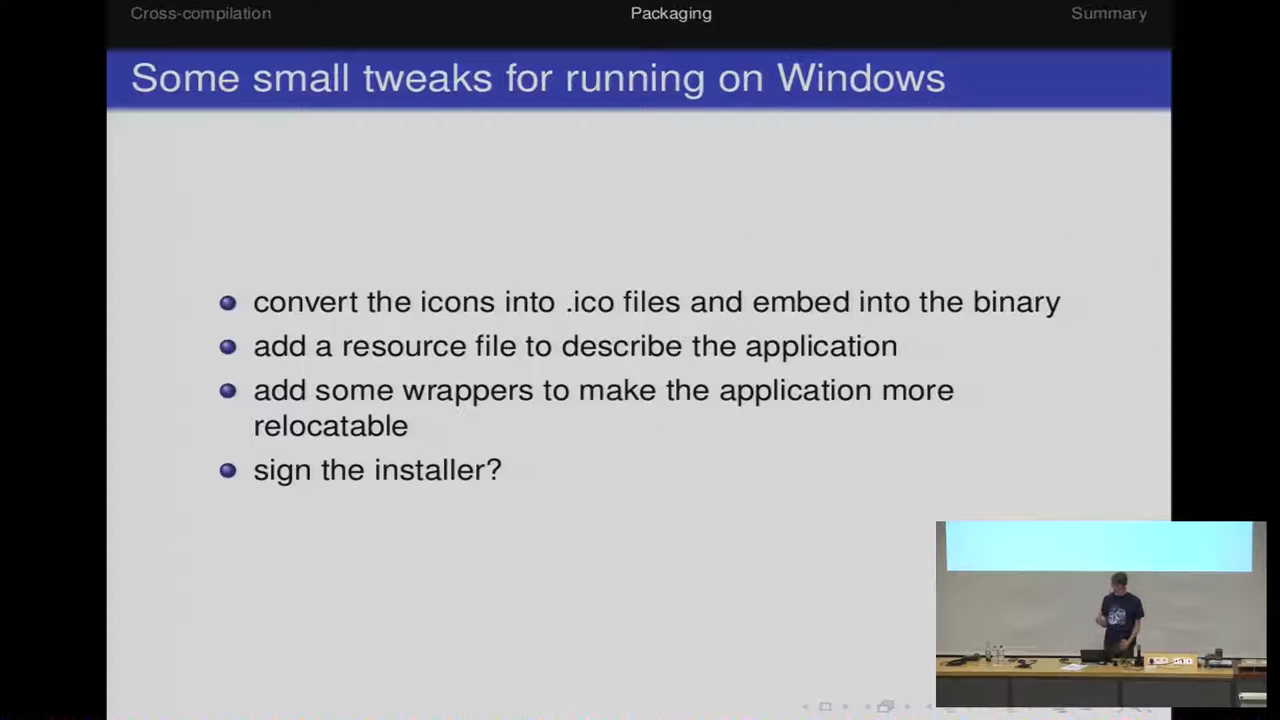 Cross-compilation Packaging Summary
Some small tweaks for running on Windows
convert the icons into .ico files and embed into the binary
add a resource file to describe the application
add some wrappers to make the application more
relocatable
sign the installer?